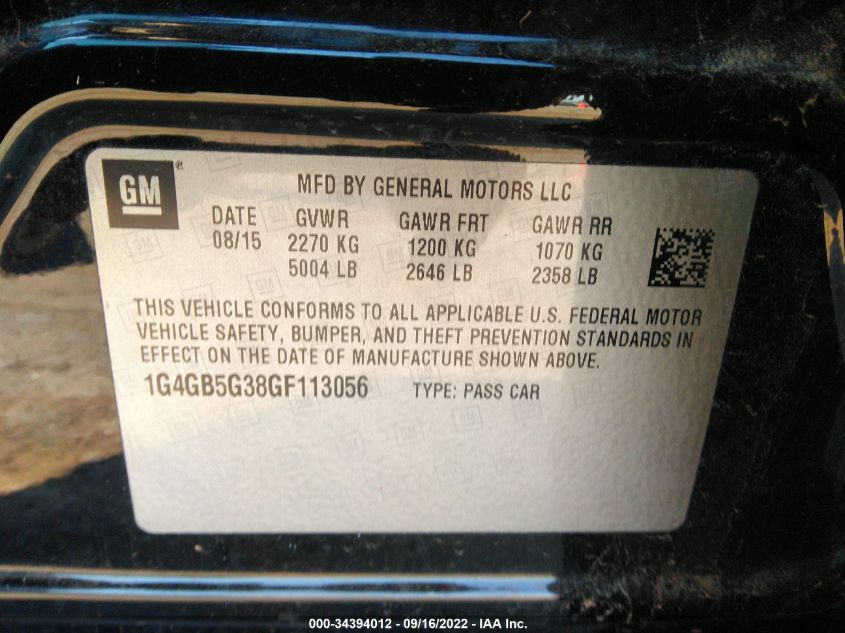 GM
MFD BY GENERAL MOTORS LLC
DATE GVWR GAWR FRT GAWR RR
08/15 2270 KG 1200 KG 1070 KG
5004 LB 2646 LB 2358 LB
THIS VEHICLE CONFORMS TO ALL APPLICABLE U.S. FEDERAL MOTOR
VEHICLE SAFETY, BUMPER, AND THEFT PREVENTION STANDARDS IN
EFFECT ON THE DATE OF MANUFACTURE SHOWN ABOVE.
1G4GB5G38GF113056 TYPE: PASS CAR
000-34394012 - 09/16/2022 - IAA Inc.